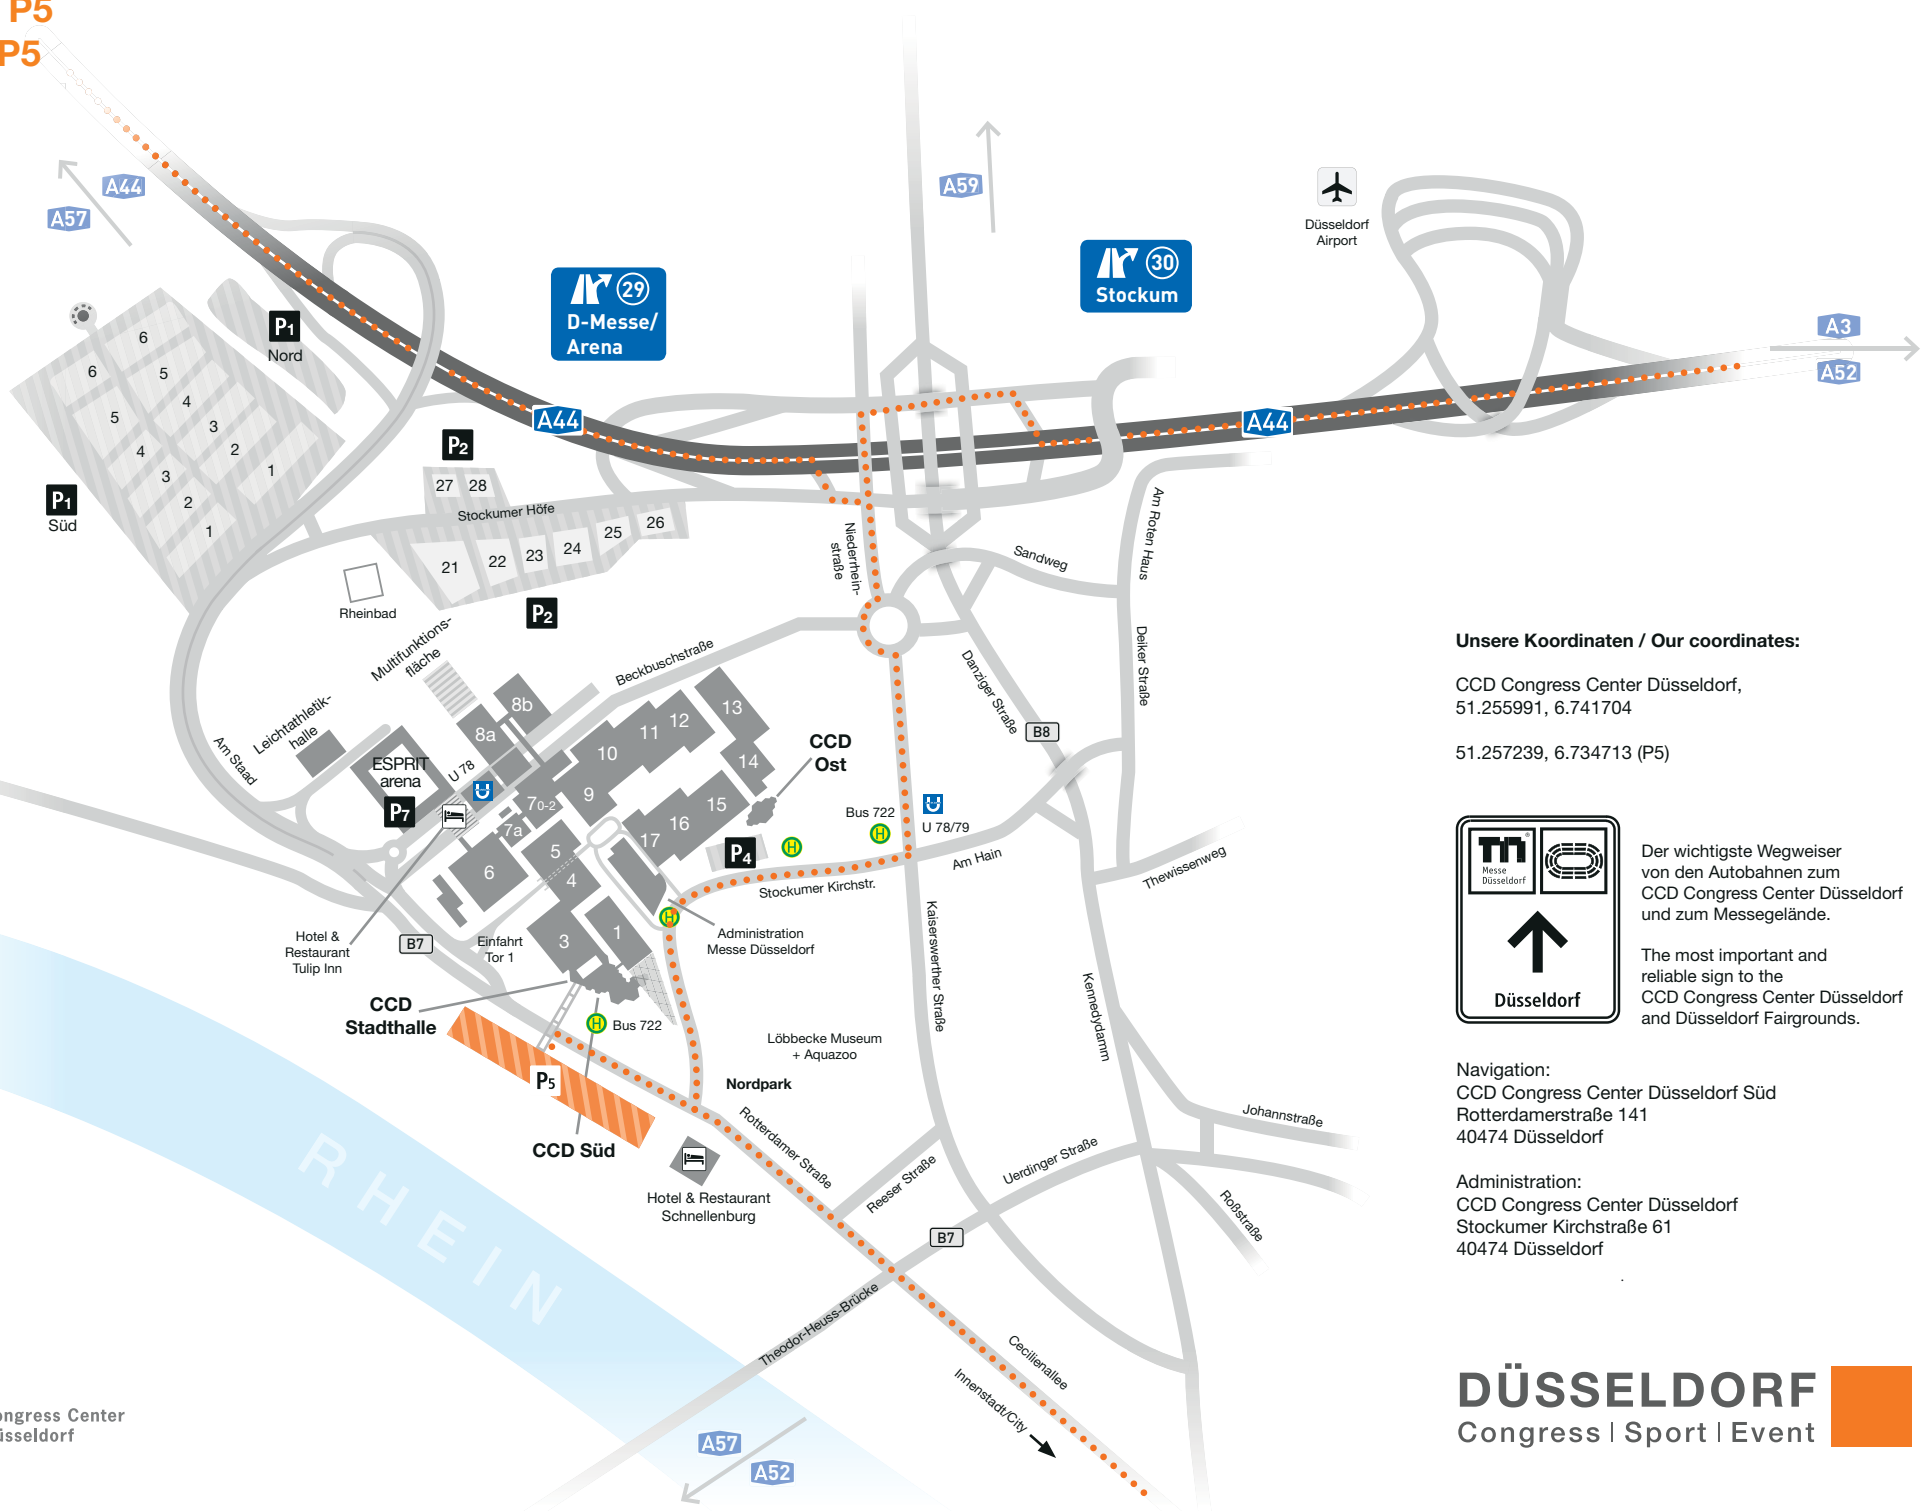 P5
P5
A44
A57
A59
Düsseldorf
Airport
30
Stockum
29
D-Messe/
Arena
A3
A52
A44
A44
P1
Nord
6
6
5
5
4
4
3
3
2
2
1
1
P1
Süd
P2
27
28
Stockumer Höfe
21
22
23
24
25
26
P2
Rheinbad
Niederrhein-
straße
Sandweg
Am Roten Haus
Deiker Straße
Danziger Straße
B8
Multifunktions-
fläche
Beckbuschstraße
Leichtathletik-
halle
Am Staad
ESPRIT
arena
P7
U 78
U
8a
8b
7 0-2
7a
9
10
11
12
13
14
15
16
17
5
4
6
3
1
CCD
Ost
P4
H
Bus 722
H
U
U 78/79
Am Hain
Thewissenweg
Stockumer Kirchstr.
H
Administration
Messe Düsseldorf
Kaiserswerther Straße
Kennedydamm
Hotel &
Restaurant
Tulip Inn
B7
Einfahrt
Tor 1
CCD
Stadthalle
H
Bus 722
P5
CCD Süd
Löbbecke Museum
+ Aquazoo
Nordpark
Rotterdamer Straße
Hotel & Restaurant
Schnellenburg
Reeser Straße
Uerdinger Straße
Johannstraße
Roßstraße
B7
Theodor-Heuss-Brücke
Cecilienallee
Innenstadt/City
A57
A52
RHEIN
ongress Center
üsseldorf
Unsere Koordinaten / Our coordinates:
CCD Congress Center Düsseldorf,
51.255991, 6.741704
51.257239, 6.734713 (P5)
Messe
Düsseldorf
Düsseldorf
Der wichtigste Wegweiser
von den Autobahnen zum
CCD Congress Center Düsseldorf
und zum Messegelände.
The most important and
reliable sign to the
CCD Congress Center Düsseldorf
and Düsseldorf Fairgrounds.
Navigation:
CCD Congress Center Düsseldorf Süd
Rotterdamerstraße 141
40474 Düsseldorf
Administration:
CCD Congress Center Düsseldorf
Stockumer Kirchstraße 61
40474 Düsseldorf
.
DÜSSELDORF
Congress | Sport | Event